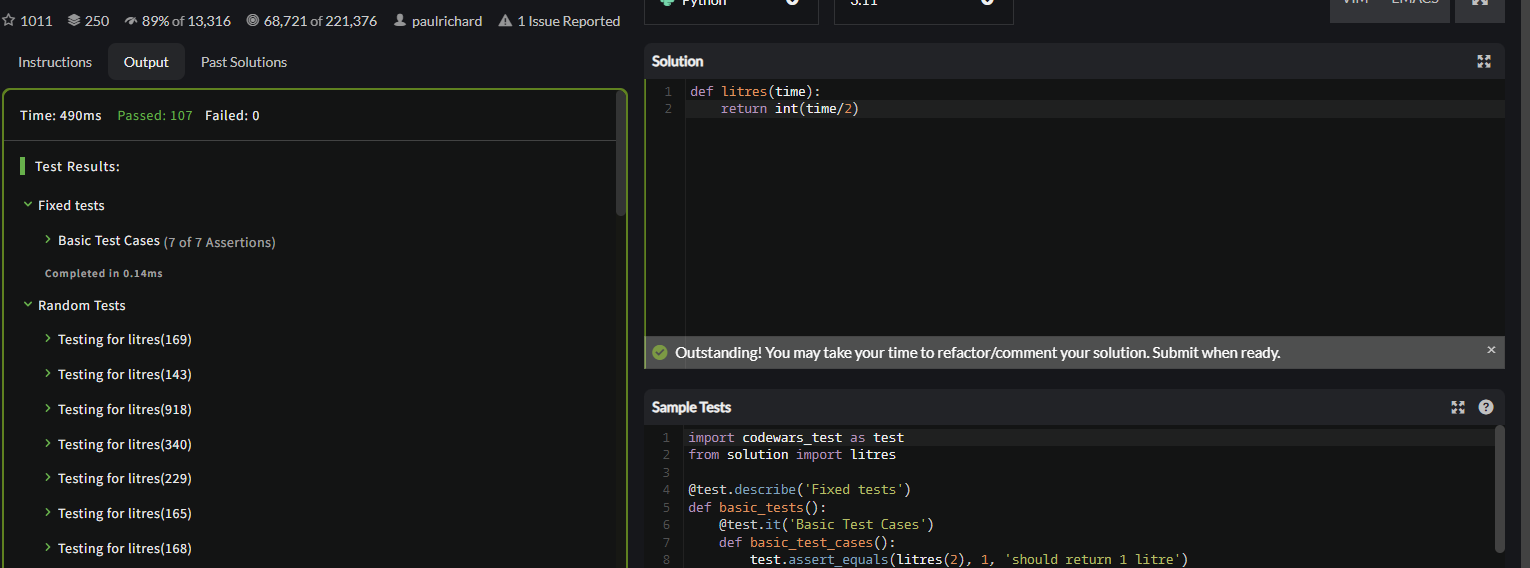 1011 250 89% of 13,316 68,721 of 221,376 paulrichard 1 Issue Reported
Python 3.11 VIM EMACS
Instructions Output Past Solutions
Time: 490ms Passed: 107 Failed: 0
Test Results:
Fixed tests
Basic Test Cases (7 of 7 Assertions)
Completed in 0.14ms
Random Tests
Testing for litres(169)
Testing for litres(143)
Testing for litres(918)
Testing for litres(340)
Testing for litres(229)
Testing for litres(165)
Testing for litres(168)
Solution
1 def litres(time):
2     return int(time/2)
Outstanding! You may take your time to refactor/comment your solution. Submit when ready. ×
Sample Tests ?
1 import codewars_test as test
2 from solution import litres
3
4 @test.describe('Fixed tests')
5 def basic_tests():
6     @test.it('Basic Test Cases')
7     def basic_test_cases():
8         test.assert_equals(litres(2), 1, 'should return 1 litre')